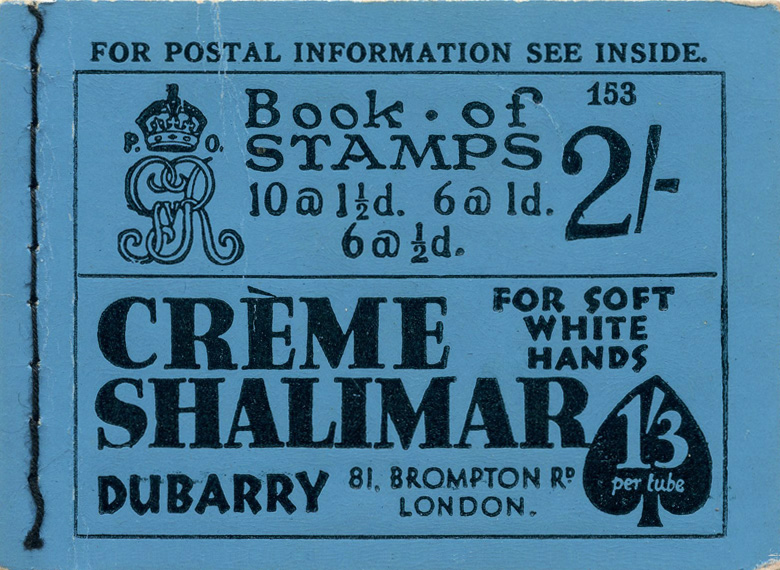 FOR POSTAL INFORMATION SEE INSIDE.
153
Book · of
STAMPS
2/-
P. O.
GR
10 @ 1½d. 6 @ 1d.
6 @ ½d.
CRÈME
SHALIMAR
FOR SOFT
WHITE
HANDS
1/3
per tube
DUBARRY
81, BROMPTON Rᴰ
LONDON.